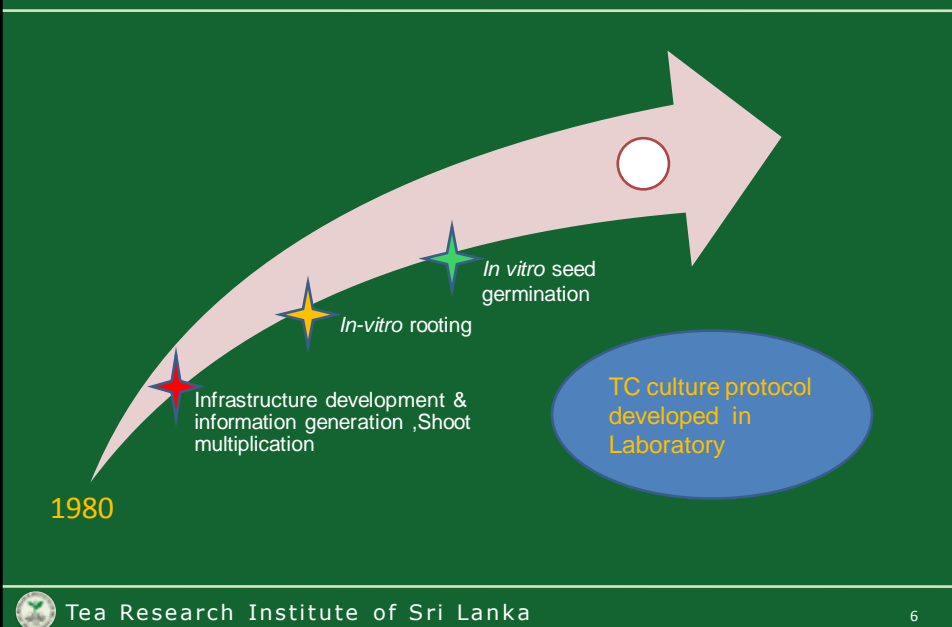 In vitro seed
germination
In-vitro rooting
Infrastructure development &
information generation ,Shoot
multiplication
TC culture protocol
developed in
Laboratory
1980
Tea Research Institute of Sri Lanka
6